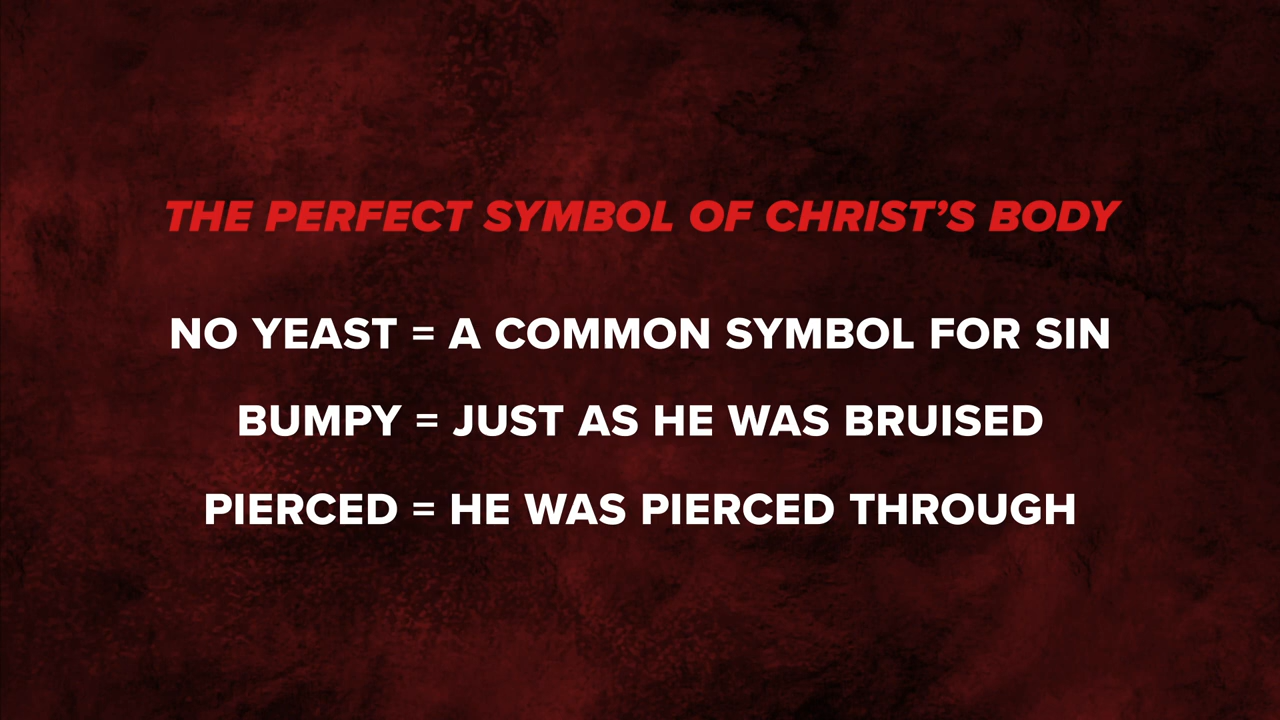 THE PERFECT SYMBOL OF CHRIST’S BODY
NO YEAST = A COMMON SYMBOL FOR SIN
BUMPY = JUST AS HE WAS BRUISED
PIERCED = HE WAS PIERCED THROUGH